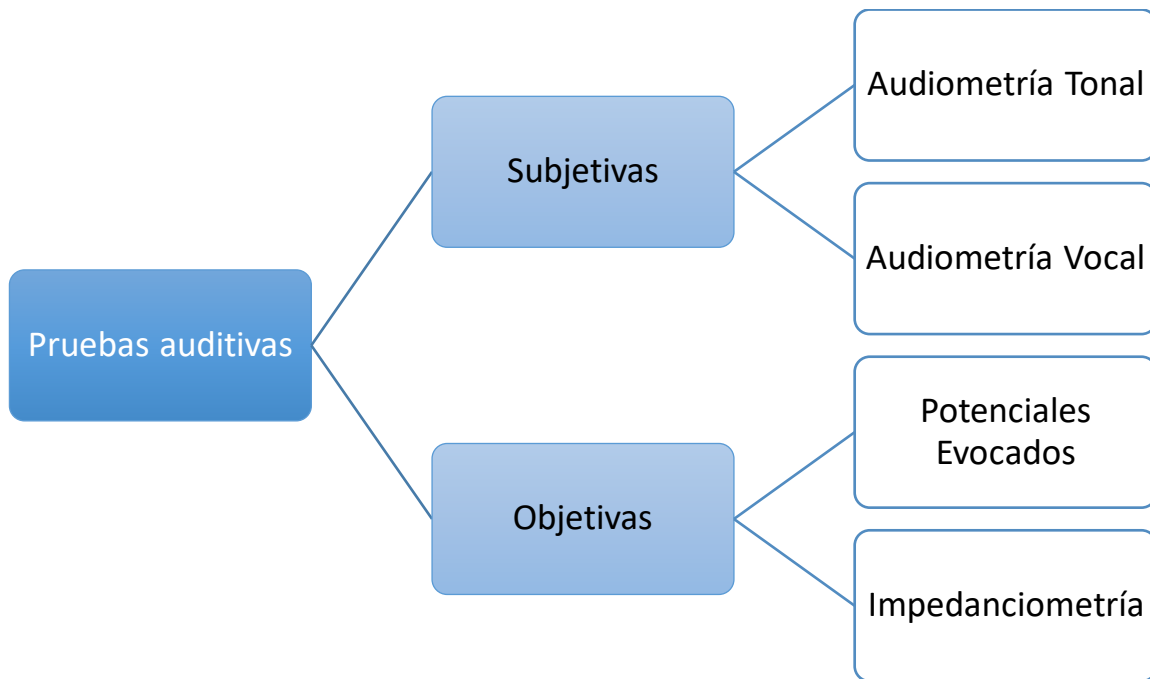 Pruebas auditivas
Subjetivas
Audiometría Tonal
Audiometría Vocal
Objetivas
Potenciales
Evocados
Impedanciometría